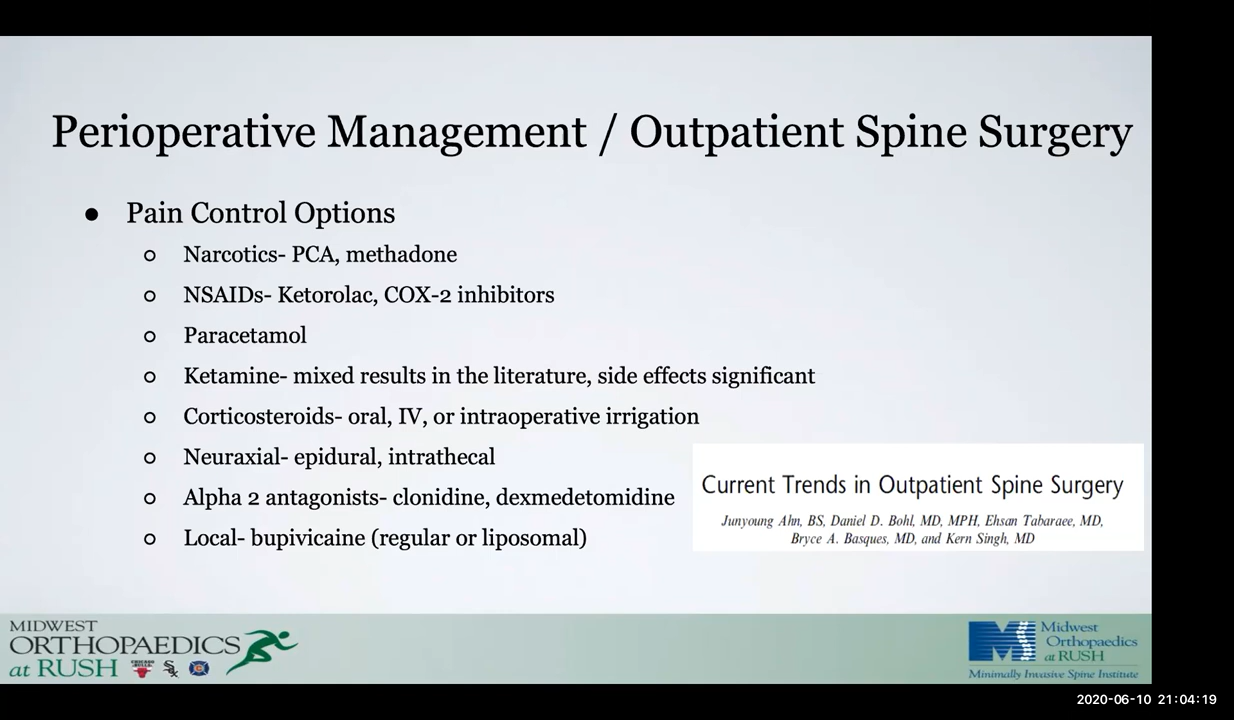 Perioperative Management / Outpatient Spine Surgery
● Pain Control Options
○ Narcotics- PCA, methadone
○ NSAIDs- Ketorolac, COX-2 inhibitors
○ Paracetamol
○ Ketamine- mixed results in the literature, side effects significant
○ Corticosteroids- oral, IV, or intraoperative irrigation
○ Neuraxial- epidural, intrathecal
○ Alpha 2 antagonists- clonidine, dexmedetomidine
○ Local- bupivicaine (regular or liposomal)
Current Trends in Outpatient Spine Surgery
Junyoung Ahn, BS, Daniel D. Bohl, MD, MPH, Ehsan Tabaraee, MD,
Bryce A. Basques, MD, and Kern Singh, MD
MIDWEST
ORTHOPAEDICS
at RUSH
Midwest
Orthopaedics
at RUSH
Minimally Invasive Spine Institute
2020-06-10 21:04:19